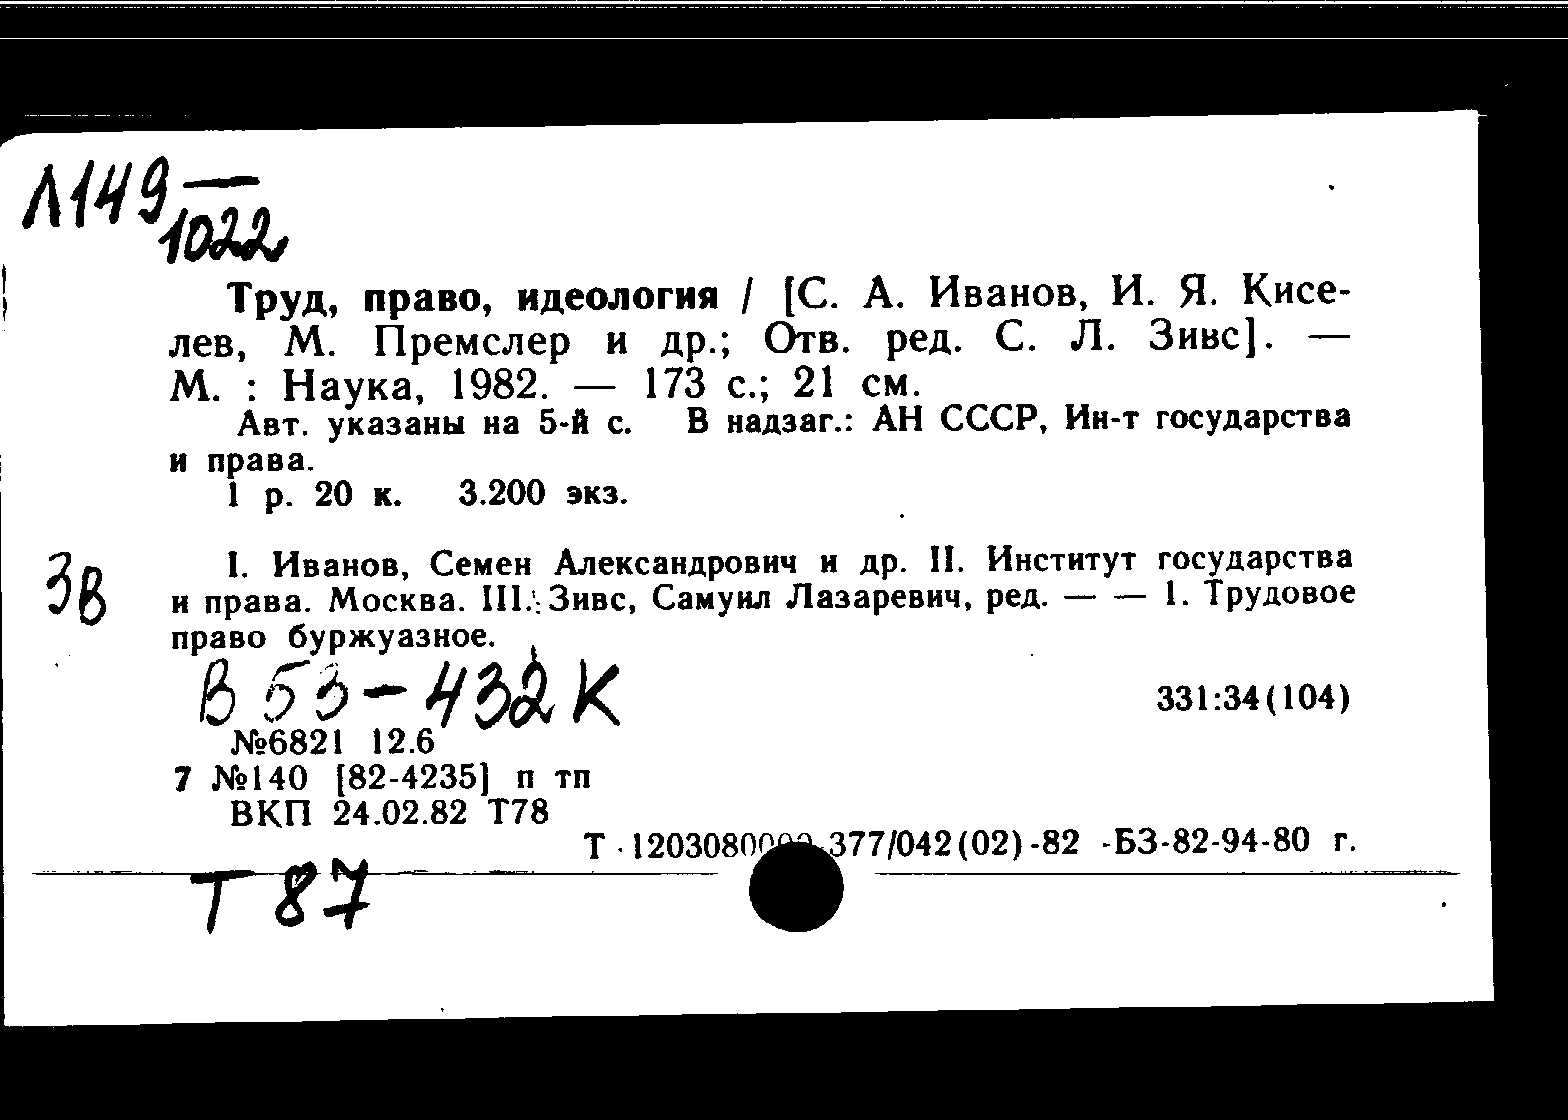 Л149—
1022
Труд, право, идеология / [С. А. Иванов, И. Я. Кисе-
лев, М. Премслер и др.; Отв. ред. С. Л. Зивс]. —
М. : Наука, 1982. — 173 с.; 21 см.
Авт. указаны на 5-й с. В надзаг.: АН СССР, Ин-т государства
и права.
1 р. 20 к. 3.200 экз.
I. Иванов, Семен Александрович и др. II. Институт государства
Зв
и права. Москва. III. Зивс, Самуил Лазаревич, ред. — — 1. Трудовое
право буржуазное.
В 53-432 К
331:34(104)
№6821 12.6
7 №140 [82-4235] п тп
ВКП 24.02.82 Т78
Т 377/042(02)-82 -БЗ-82-94-80 г.
Т 87